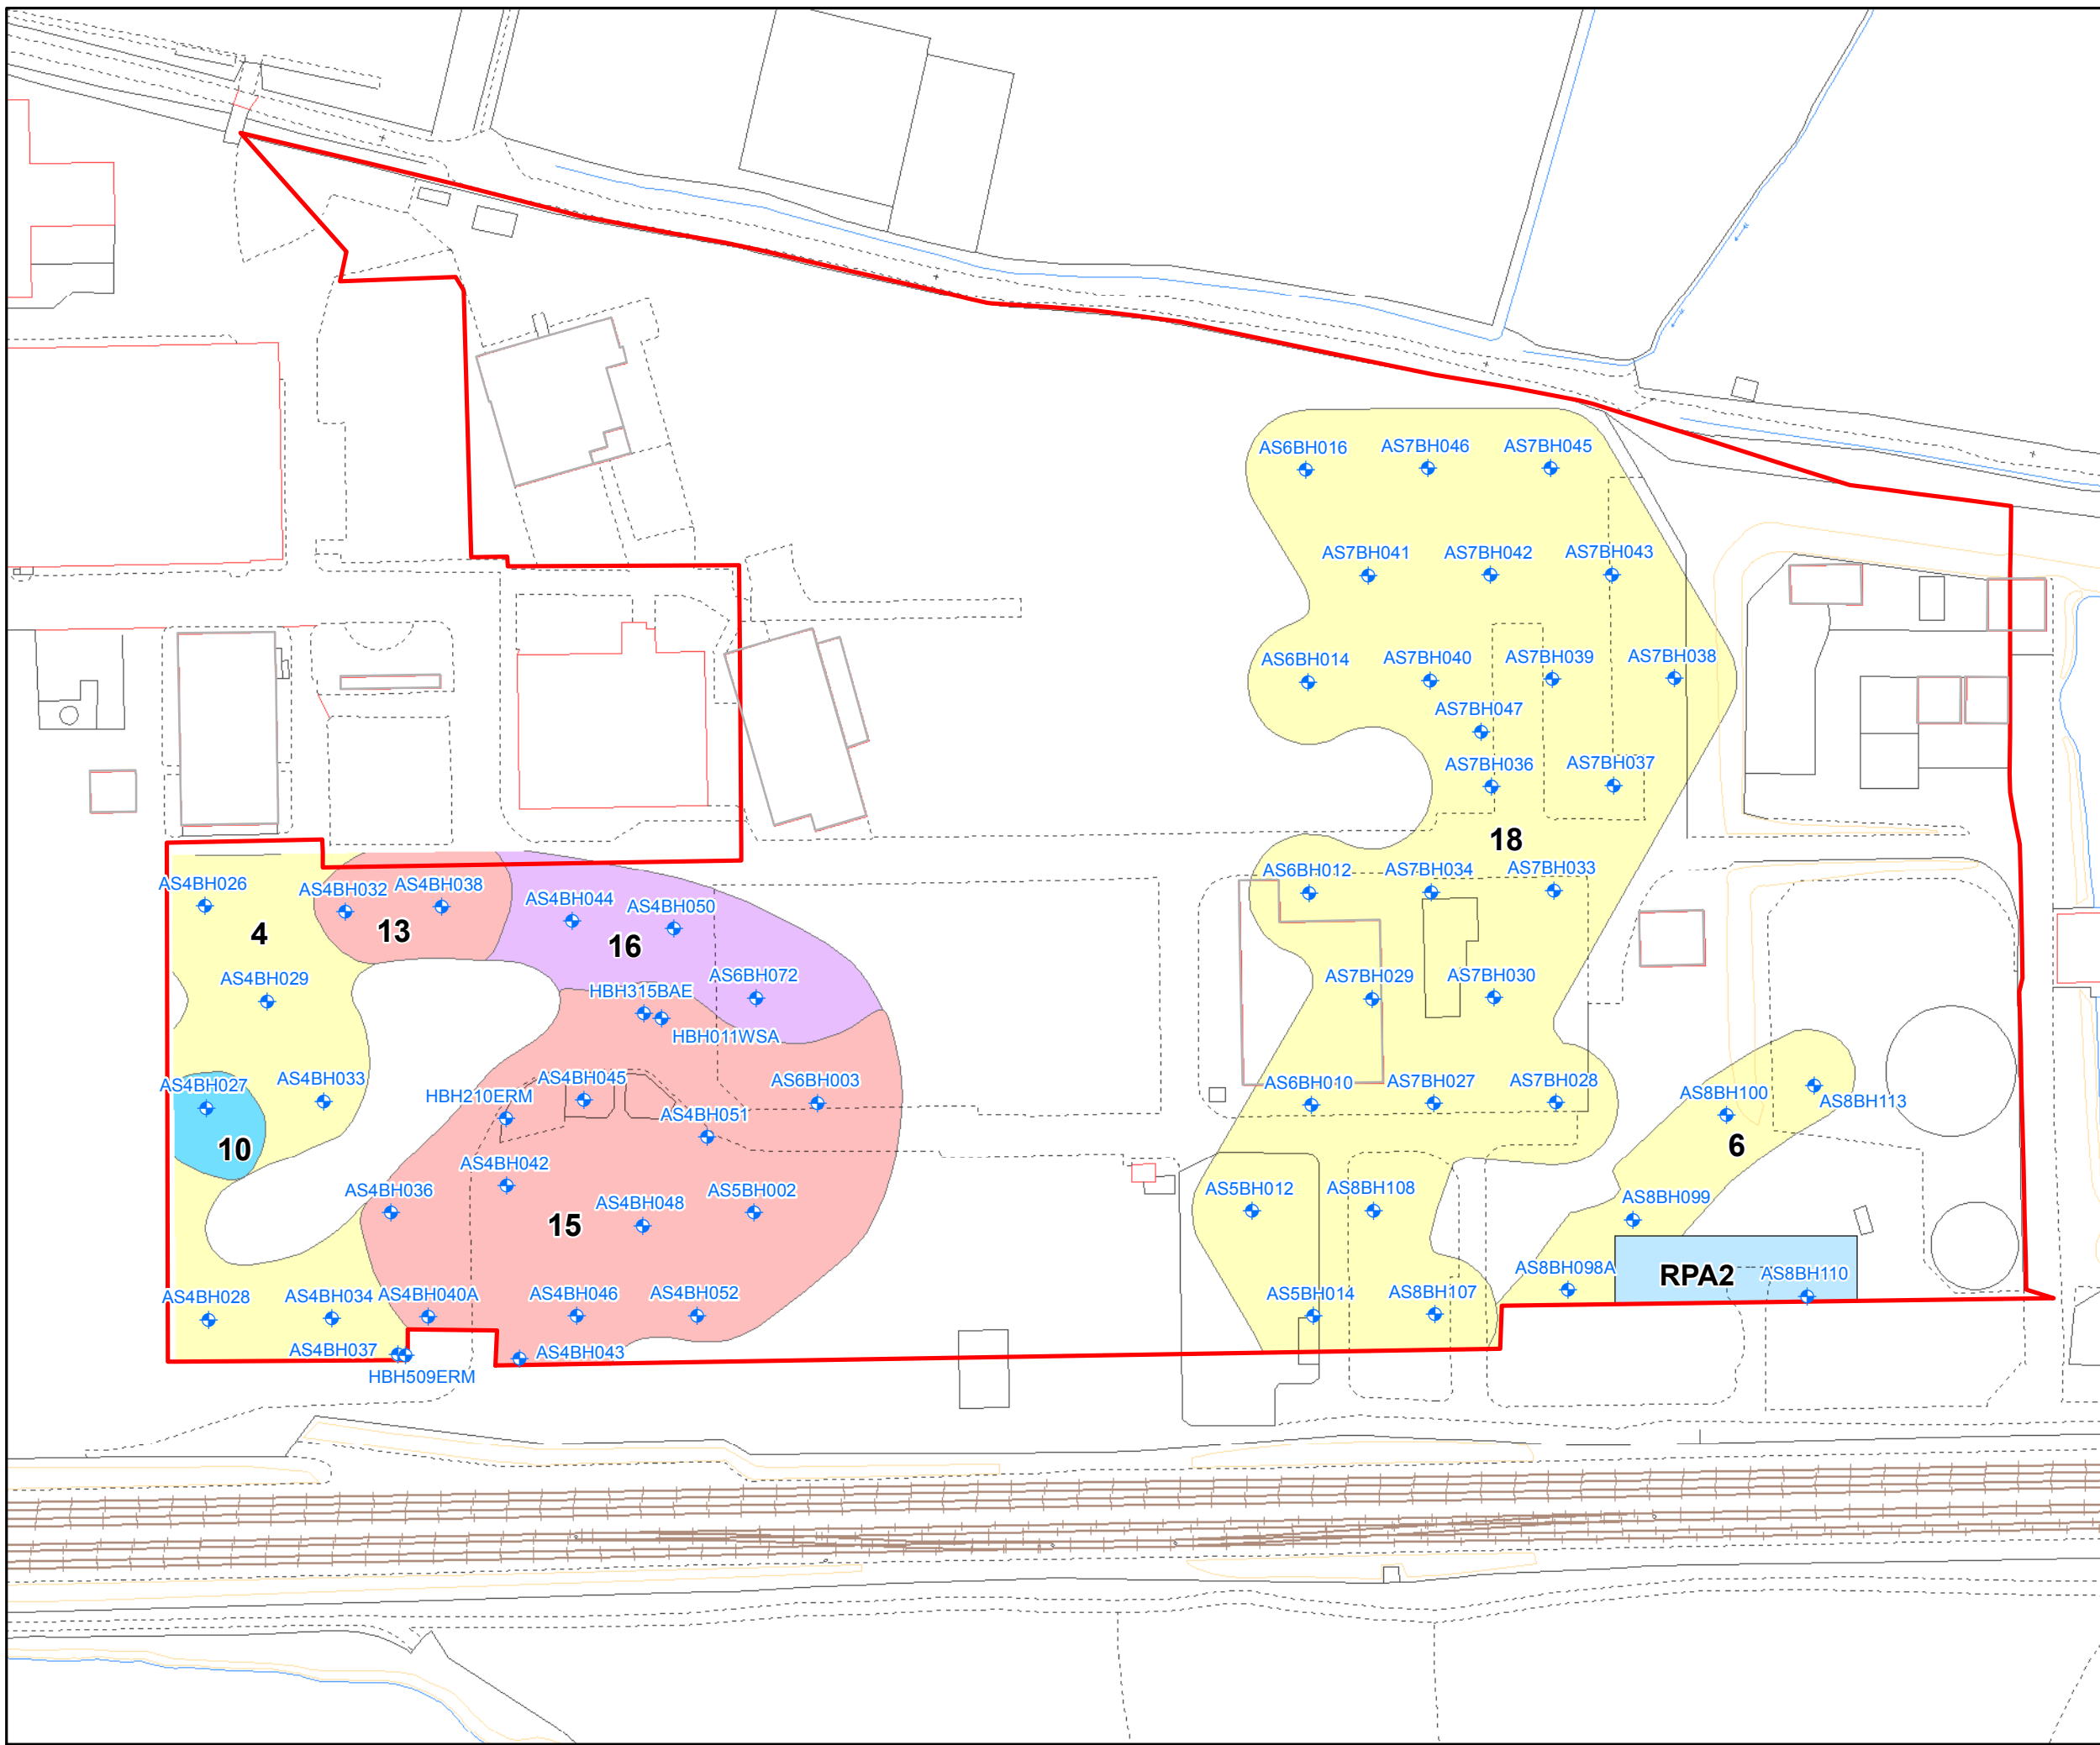 AS6BH016 AS7BH046 AS7BH045
AS7BH041 AS7BH042 AS7BH043
AS6BH014 AS7BH040 AS7BH039 AS7BH038
AS7BH047
AS7BH036 AS7BH037
18
AS6BH012 AS7BH034 AS7BH033
AS4BH026 AS4BH032 AS4BH038 AS4BH044 AS4BH050
4 13 16
AS4BH029 AS6BH072 AS7BH029 AS7BH030
HBH315BAE
HBH011WSA
AS4BH027 AS4BH033 HBH210ERM AS4BH045 AS6BH003 AS6BH010 AS7BH027 AS7BH028
AS4BH051 AS8BH100 AS8BH113
10 6
AS4BH042
AS4BH036 AS4BH048 AS5BH002 AS5BH012 AS8BH108 AS8BH099
15
RPA2
AS8BH098A AS8BH110
AS4BH028 AS4BH034 AS4BH040A AS4BH046 AS4BH052 AS5BH014 AS8BH107
AS4BH037 AS4BH043
HBH509ERM